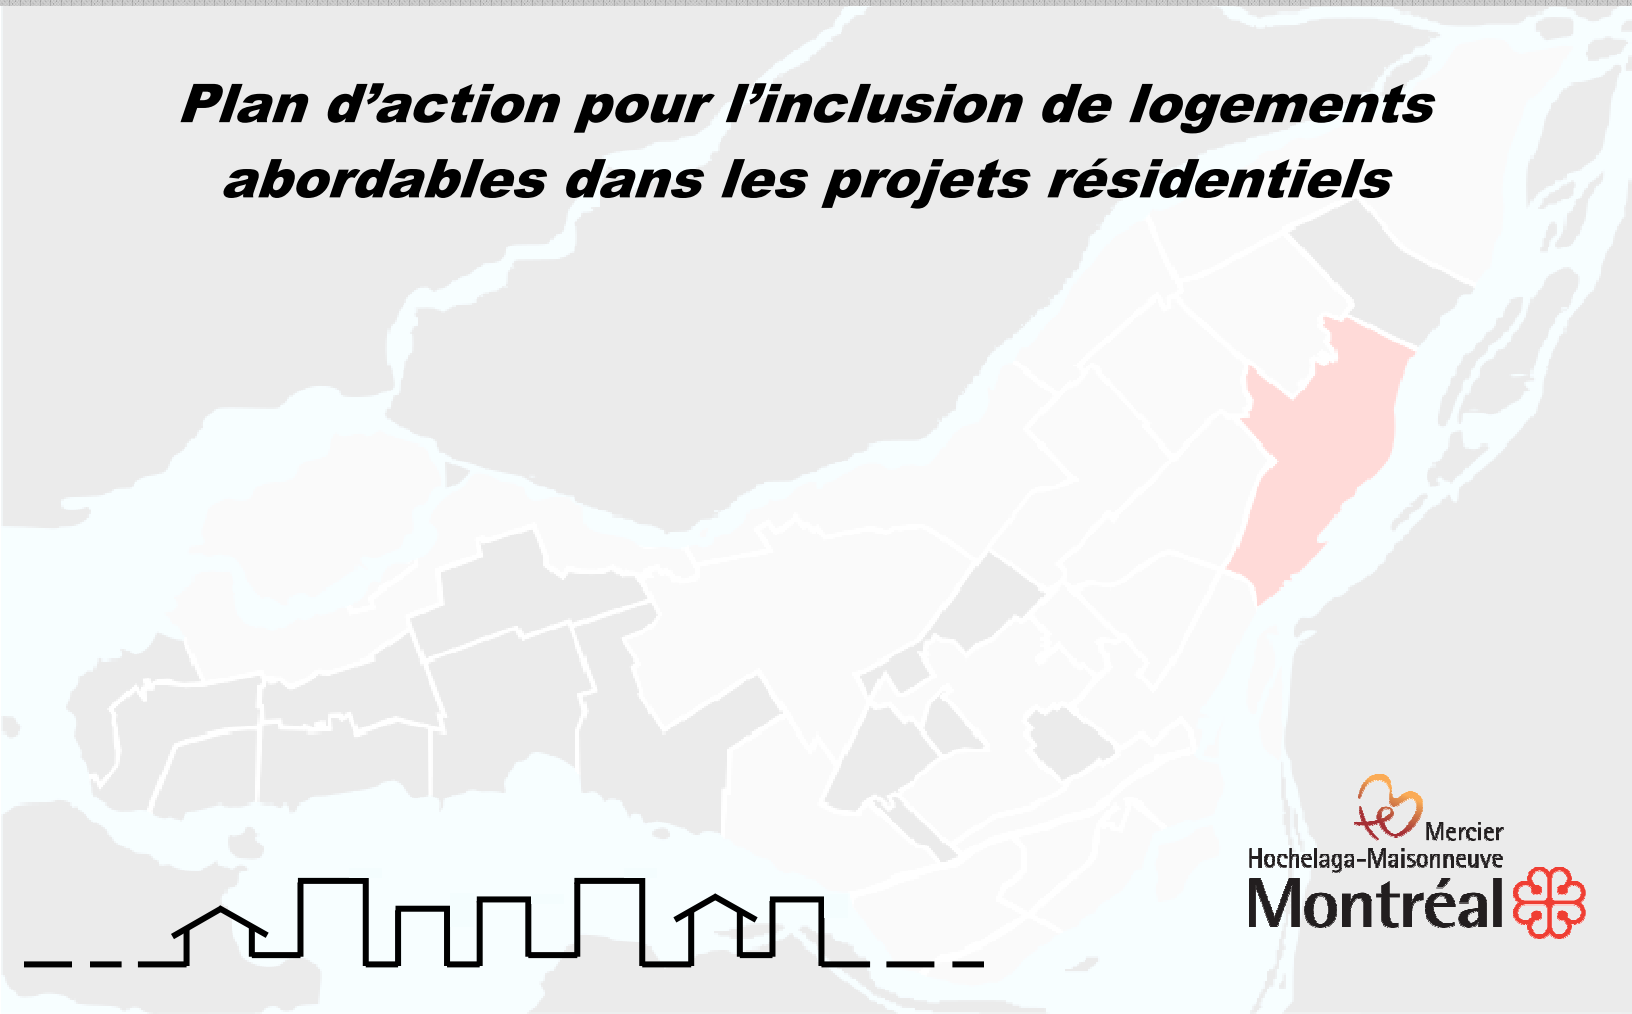 Plan d’action pour l’inclusion de logements
abordables dans les projets résidentiels
Mercier
Hochelaga-Maisonneuve
Montréal